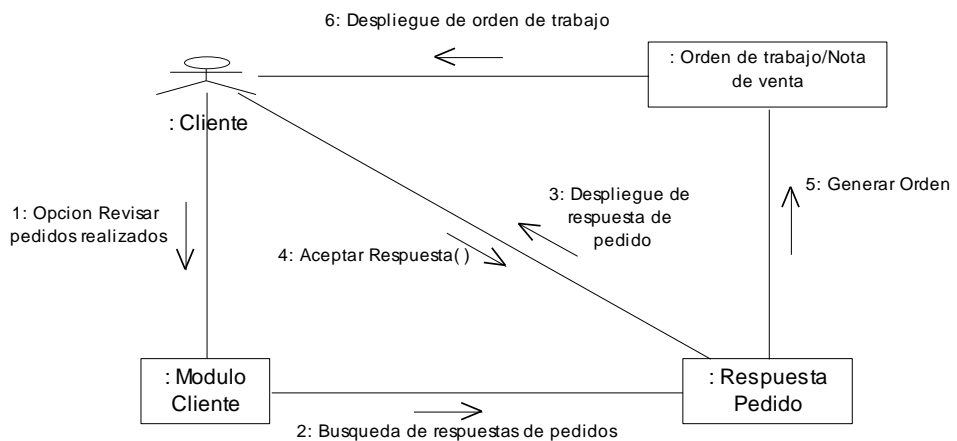 6: Despliegue de orden de trabajo
: Orden de trabajo/Nota
de venta
: Cliente
5: Generar Orden
3: Despliegue de
respuesta de
pedido
1: Opcion Revisar
pedidos realizados
4: Aceptar Respuesta( )
: Modulo
Cliente
: Respuesta
Pedido
2: Busqueda de respuestas de pedidos